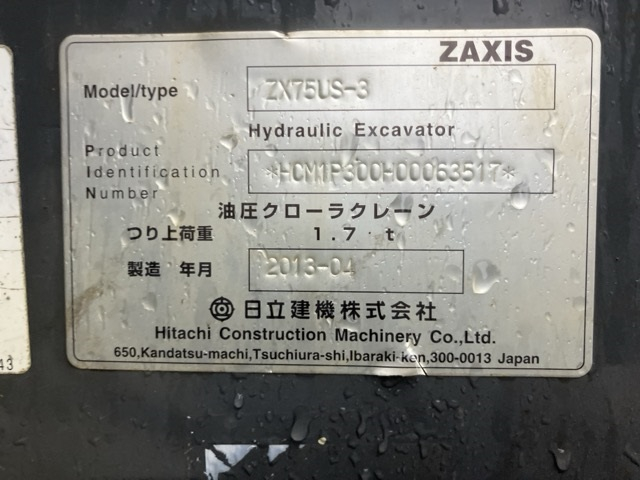 ZAXIS
Model/type ZX75US-3
Hydraulic Excavator
Product
Identification *HCM1P300H00063517*
Number
油圧クローラクレーン
つり上荷重 1.7 t
製造 年月 2013-04
日立建機株式会社
Hitachi Construction Machinery Co.,Ltd.
650,Kandatsu-machi,Tsuchiura-shi,Ibaraki-ken,300-0013 Japan
43